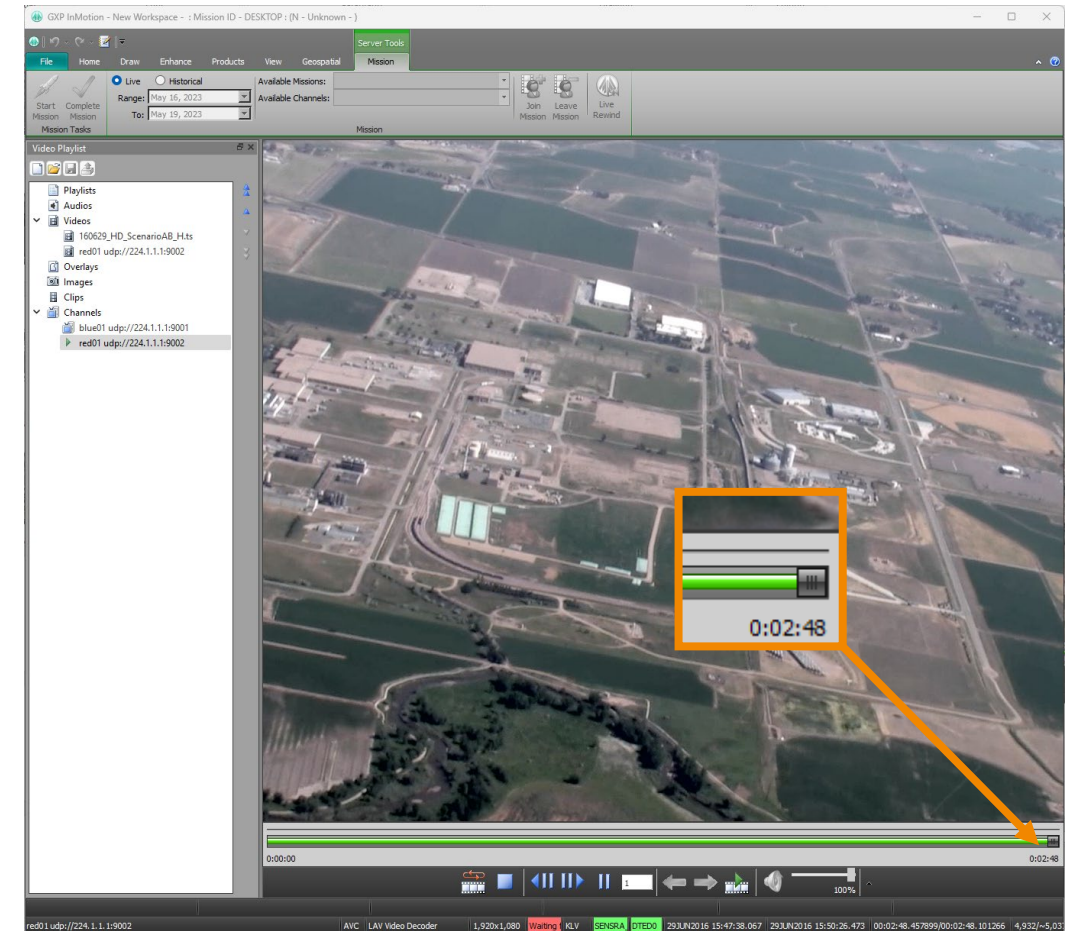 GXP InMotion - New Workspace - : Mission ID - DESKTOP : (N - Unknown - )
Server Tools
File Home Draw Enhance Products View Geospatial Mission
Live Historical Available Missions:
Range: May 16, 2023 Available Channels:
To: May 19, 2023
Start Mission Complete Mission Join Mission Leave Mission Live Rewind
Mission Tasks Mission
Video Playlist
Playlists
Audios
Videos
160629_HD_ScenarioAB_H.ts
red01 udp://224.1.1.1:9002
Overlays
Images
Clips
Channels
blue01 udp://224.1.1.1:9001
red01 udp://224.1.1.1:9002
0:02:48
0:00:00 0:02:48
1 100%
red01 udp://224.1.1.1:9002 AVC LAV Video Decoder 1,920x1,080 Waiting KLV SENSRA DTED0 29JUN2016 15:47:38.067 29JUN2016 15:50:26.473 00:02:48.457899/00:02:48.101266 4,932/~5,03